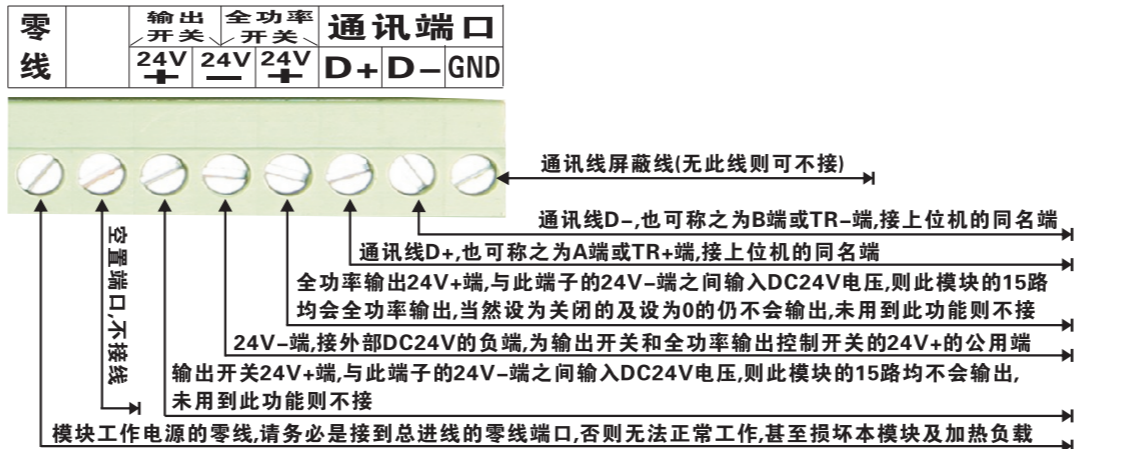 零线
输出开关
全功率开关
通讯端口
24V+
24V−
24V+
D+
D−
GND
通讯线屏蔽线(无此线则可不接)
通讯线D−,也可称之为B端或TR−端,接上位机的同名端
通讯线D+,也可称之为A端或TR+端,接上位机的同名端
全功率输出24V+端,与此端子的24V−端之间输入DC24V电压,则此模块的15路
均会全功率输出,当然设为关闭的及设为0的仍不会输出,未用到此功能则不接
24V−端,接外部DC24V的负端,为输出开关和全功率输出控制开关的24V+的公用端
空置端口,不接线
输出开关24V+端,与此端子的24V−端之间输入DC24V电压,则此模块的15路均不会输出,
未用到此功能则不接
模块工作电源的零线,请务必是接到总进线的零线端口,否则无法正常工作,甚至损坏本模块及加热负载